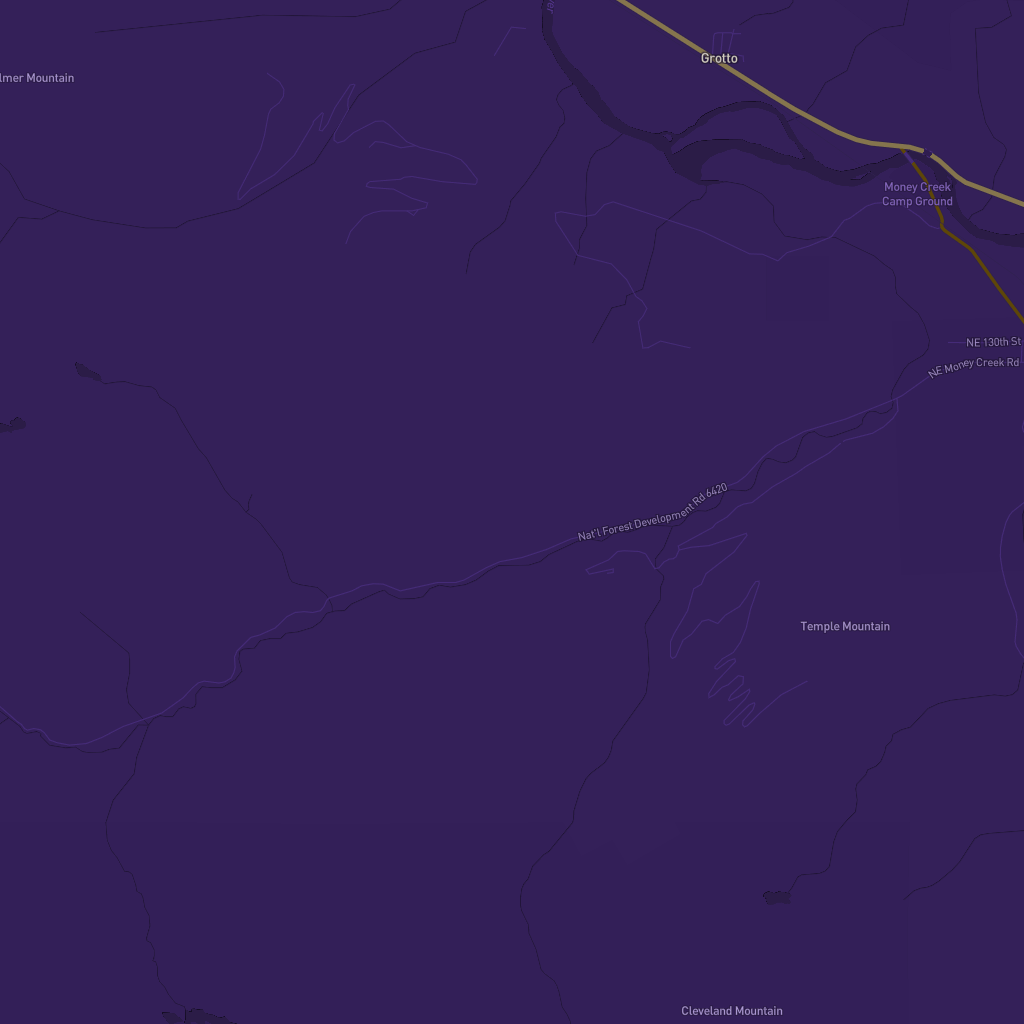 Grotto
lmer Mountain
Money Creek
Camp Ground
NE 130th St
NE Money Creek Rd
Nat'l Forest Development Rd 6420
Temple Mountain
Cleveland Mountain